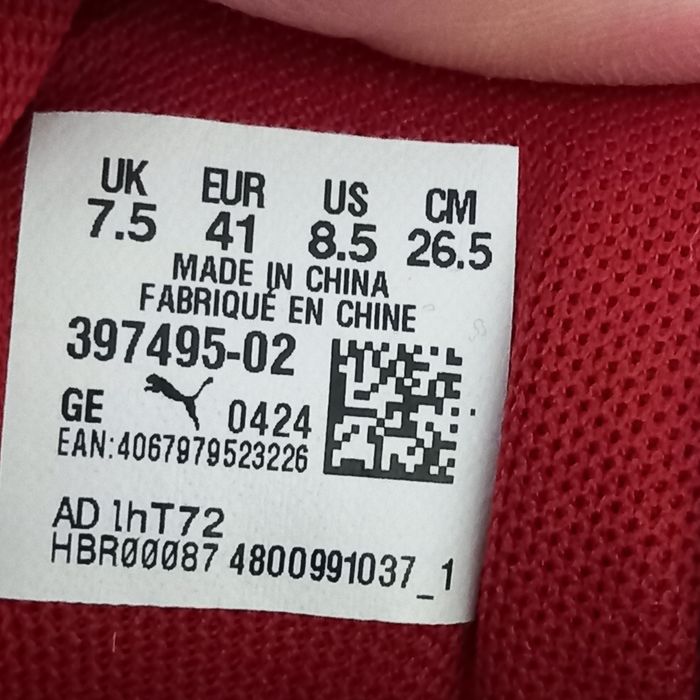 UK EUR US CM
7.5 41 8.5 26.5
MADE IN CHINA
FABRIQUÉ EN CHINE
397495-02
GE 0424
EAN:4067979523226
AD 1hT72
HBR00087 4800991037_1